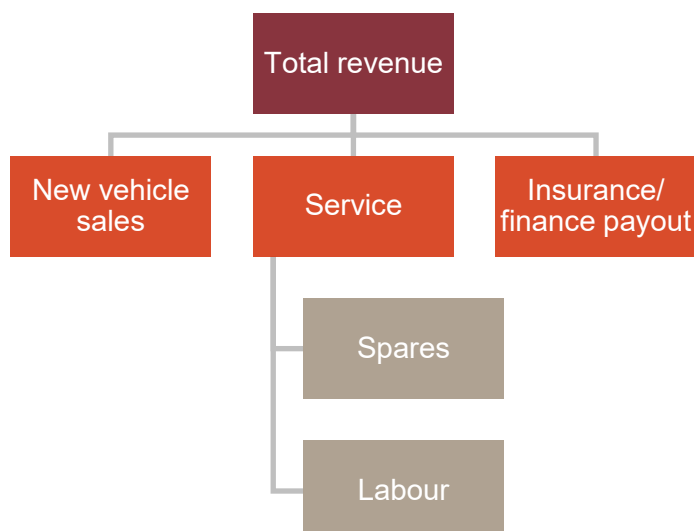 Total revenue
New vehicle
sales
Service
Insurance/
finance payout
Spares
Labour